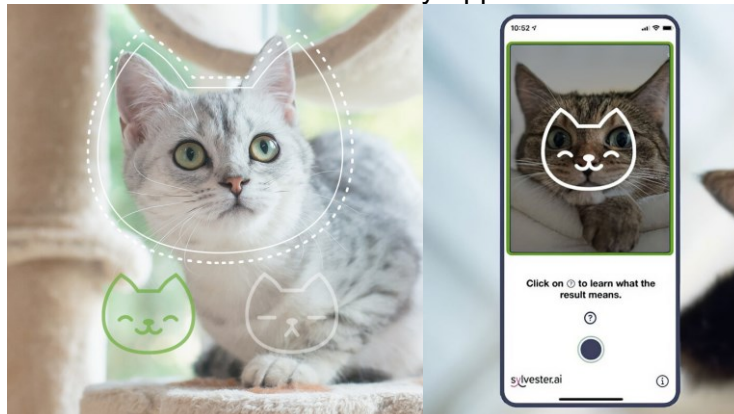 10:52
Click on ? to learn what the
result means.
?
sylvester.ai
i